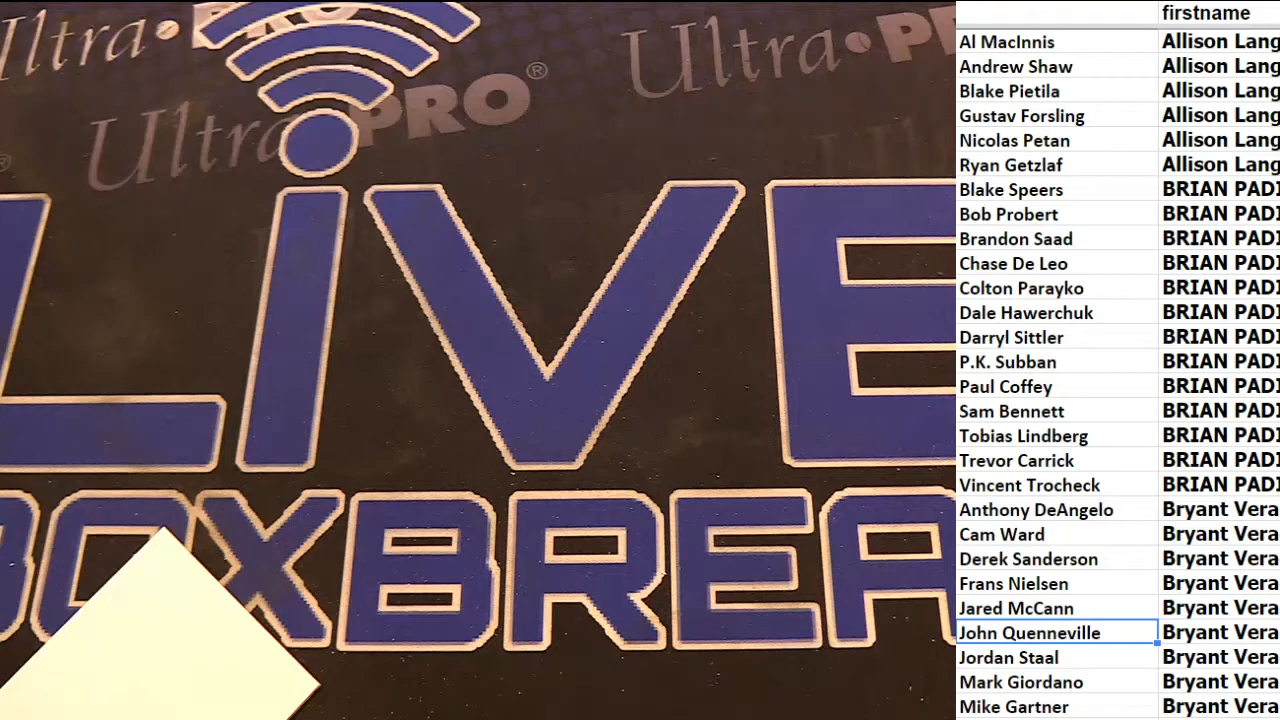 Ultra•PRO
Ultra•P
Ultra PRO®
®
LiVE
BOXBREA
firstname
Al MacInnis Allison Lang
Andrew Shaw Allison Lang
Blake Pietila Allison Lang
Gustav Forsling Allison Lang
Nicolas Petan Allison Lang
Ryan Getzlaf Allison Lang
Blake Speers BRIAN PADI
Bob Probert BRIAN PADI
Brandon Saad BRIAN PADI
Chase De Leo BRIAN PADI
Colton Parayko BRIAN PADI
Dale Hawerchuk BRIAN PADI
Darryl Sittler BRIAN PADI
P.K. Subban BRIAN PADI
Paul Coffey BRIAN PADI
Sam Bennett BRIAN PADI
Tobias Lindberg BRIAN PADI
Trevor Carrick BRIAN PADI
Vincent Trocheck BRIAN PADI
Anthony DeAngelo Bryant Vera
Cam Ward Bryant Vera
Derek Sanderson Bryant Vera
Frans Nielsen Bryant Vera
Jared McCann Bryant Vera
John Quenneville Bryant Vera
Jordan Staal Bryant Vera
Mark Giordano Bryant Vera
Mike Gartner Bryant Vera